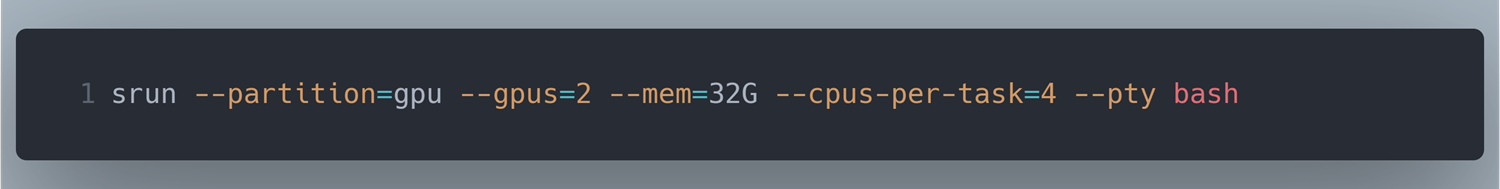 1 srun --partition=gpu --gpus=2 --mem=32G --cpus-per-task=4 --pty bash